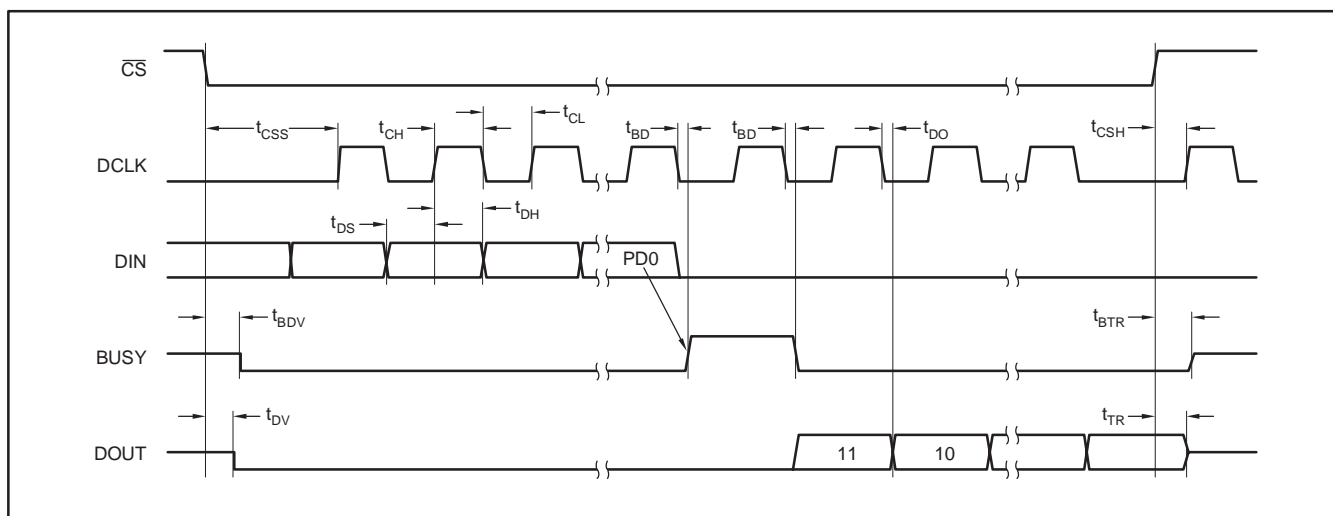 CS
tCSS
tCH
tCL
tBD
tBD
tDO
tCSH
DCLK
tDS
tDH
DIN
PD0
tBDV
tBTR
BUSY
tDV
tTR
DOUT
11
10